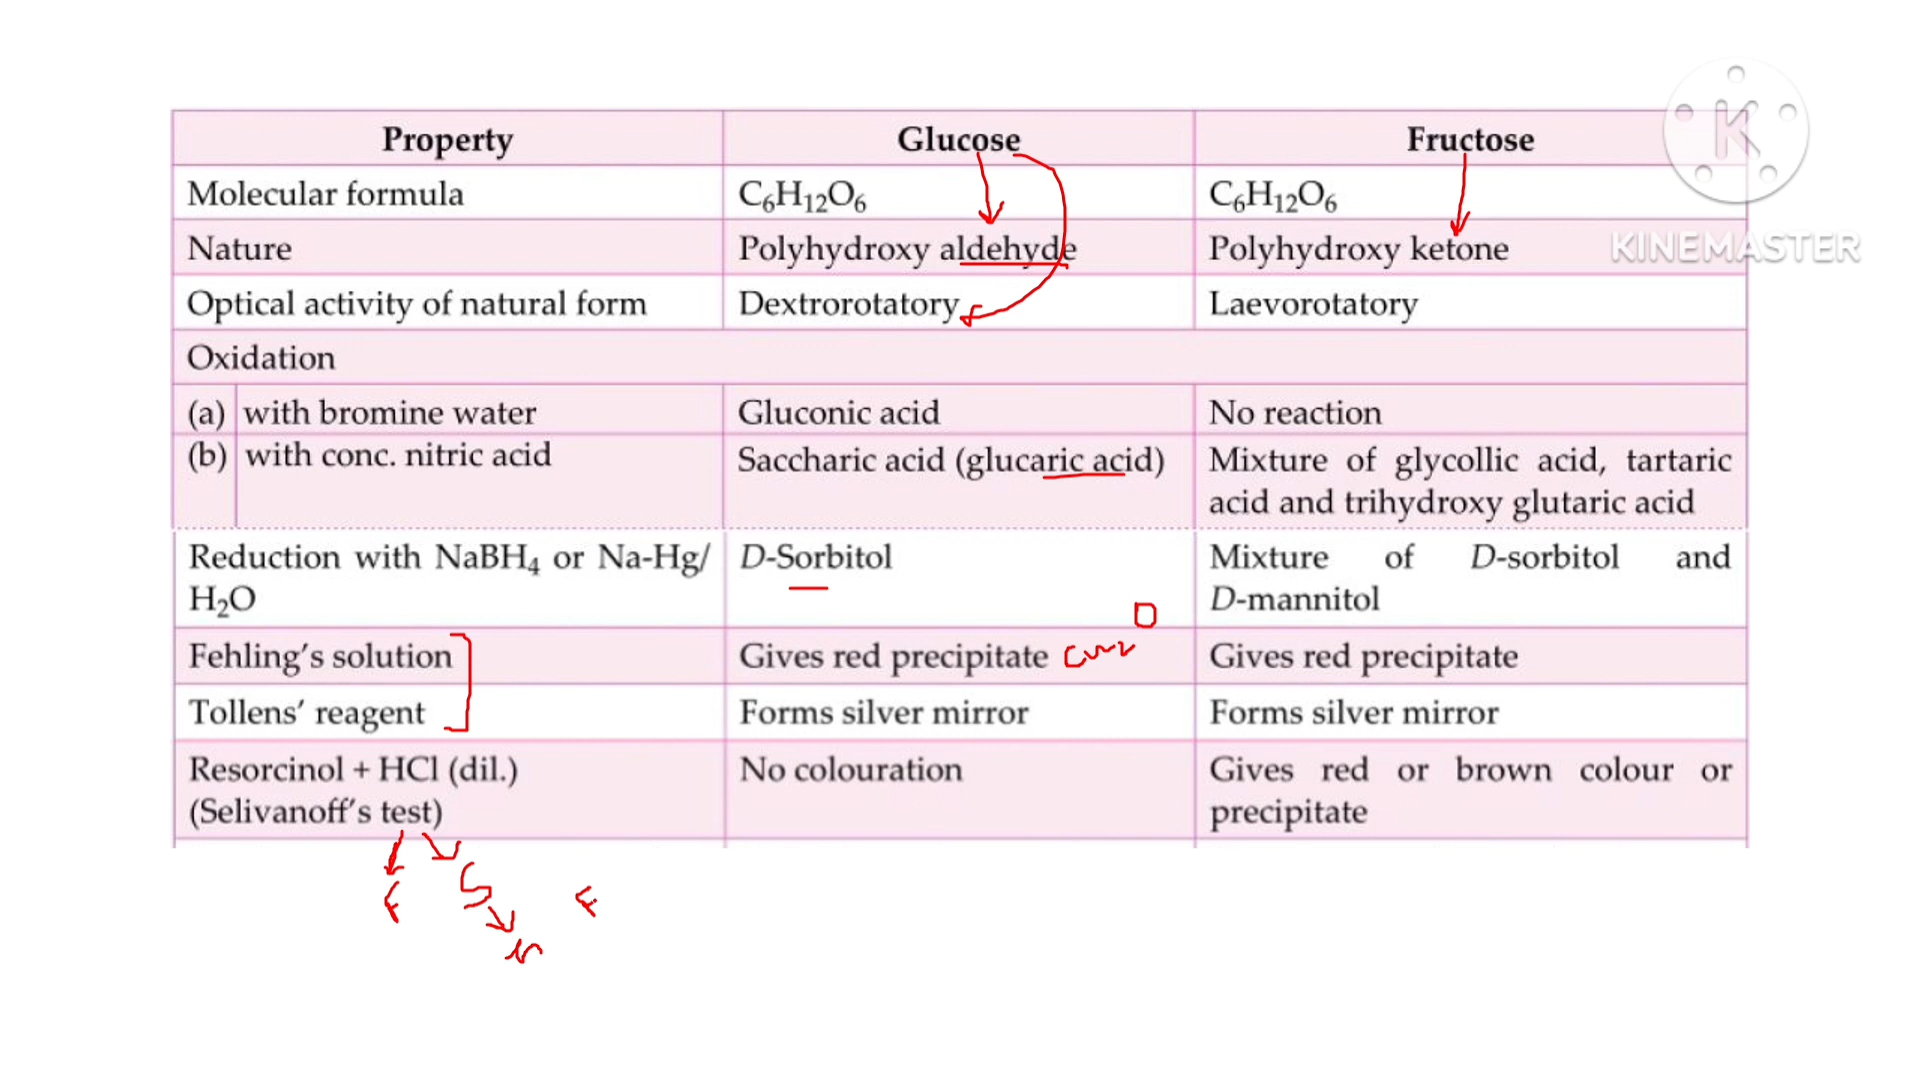 Property Glucose Fructose
Molecular formula C₆H₁₂O₆ C₆H₁₂O₆
Nature Polyhydroxy aldehyde Polyhydroxy ketone
KINEMASTER
Optical activity of natural form Dextrorotatory Laevorotatory
Oxidation
(a) with bromine water Gluconic acid No reaction
(b) with conc. nitric acid Saccharic acid (glucaric acid) Mixture of glycollic acid, tartaric
acid and trihydroxy glutaric acid
Reduction with NaBH₄ or Na-Hg/ D-Sorbitol Mixture of D-sorbitol and
H₂O D-mannitol
Fehling's solution Gives red precipitate Cu₂O Gives red precipitate
Tollens' reagent Forms silver mirror Forms silver mirror
Resorcinol + HCl (dil.) No colouration Gives red or brown colour or
(Selivanoff's test) precipitate